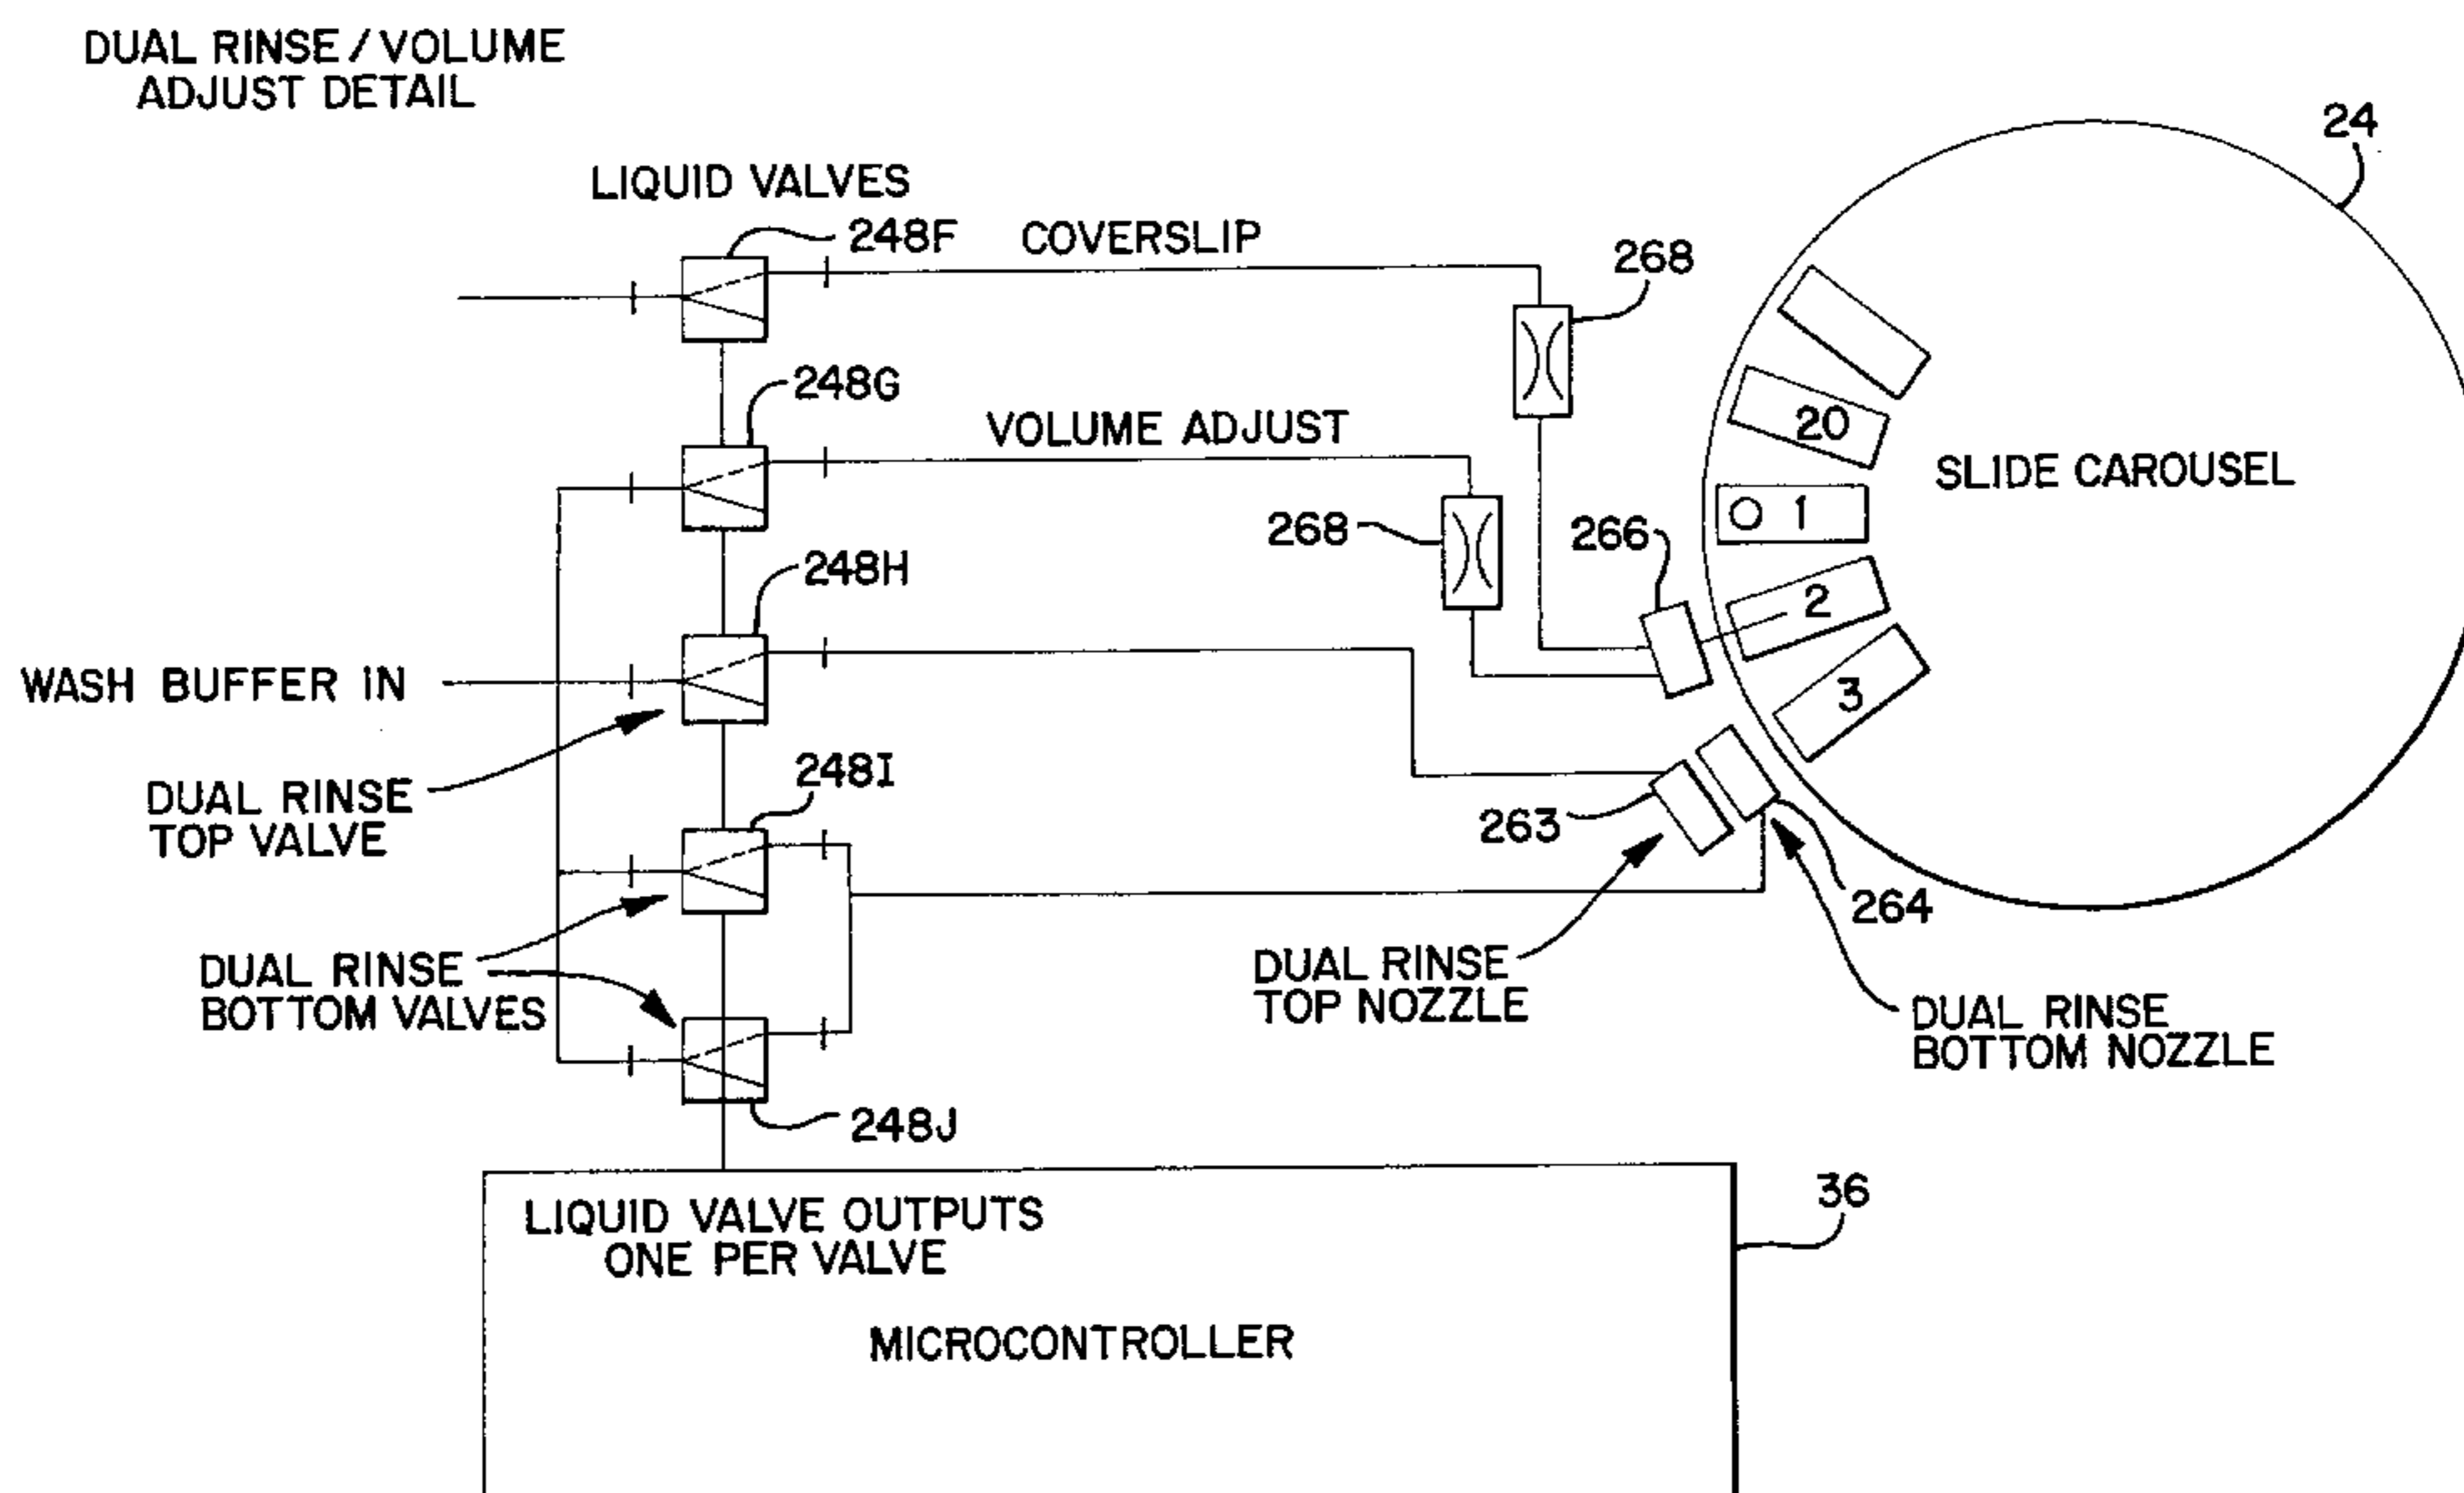 DUAL RINSE/VOLUME
ADJUST DETAIL
24
LIQUID VALVES
248F
COVERSLIP
268
248G
VOLUME ADJUST
20
SLIDE CAROUSEL
1
268
266
248H
2
WASH BUFFER IN
3
DUAL RINSE
TOP VALVE
248I
263
264
DUAL RINSE
BOTTOM VALVES
DUAL RINSE
TOP NOZZLE
DUAL RINSE
BOTTOM NOZZLE
248J
36
LIQUID VALVE OUTPUTS
ONE PER VALVE
MICROCONTROLLER